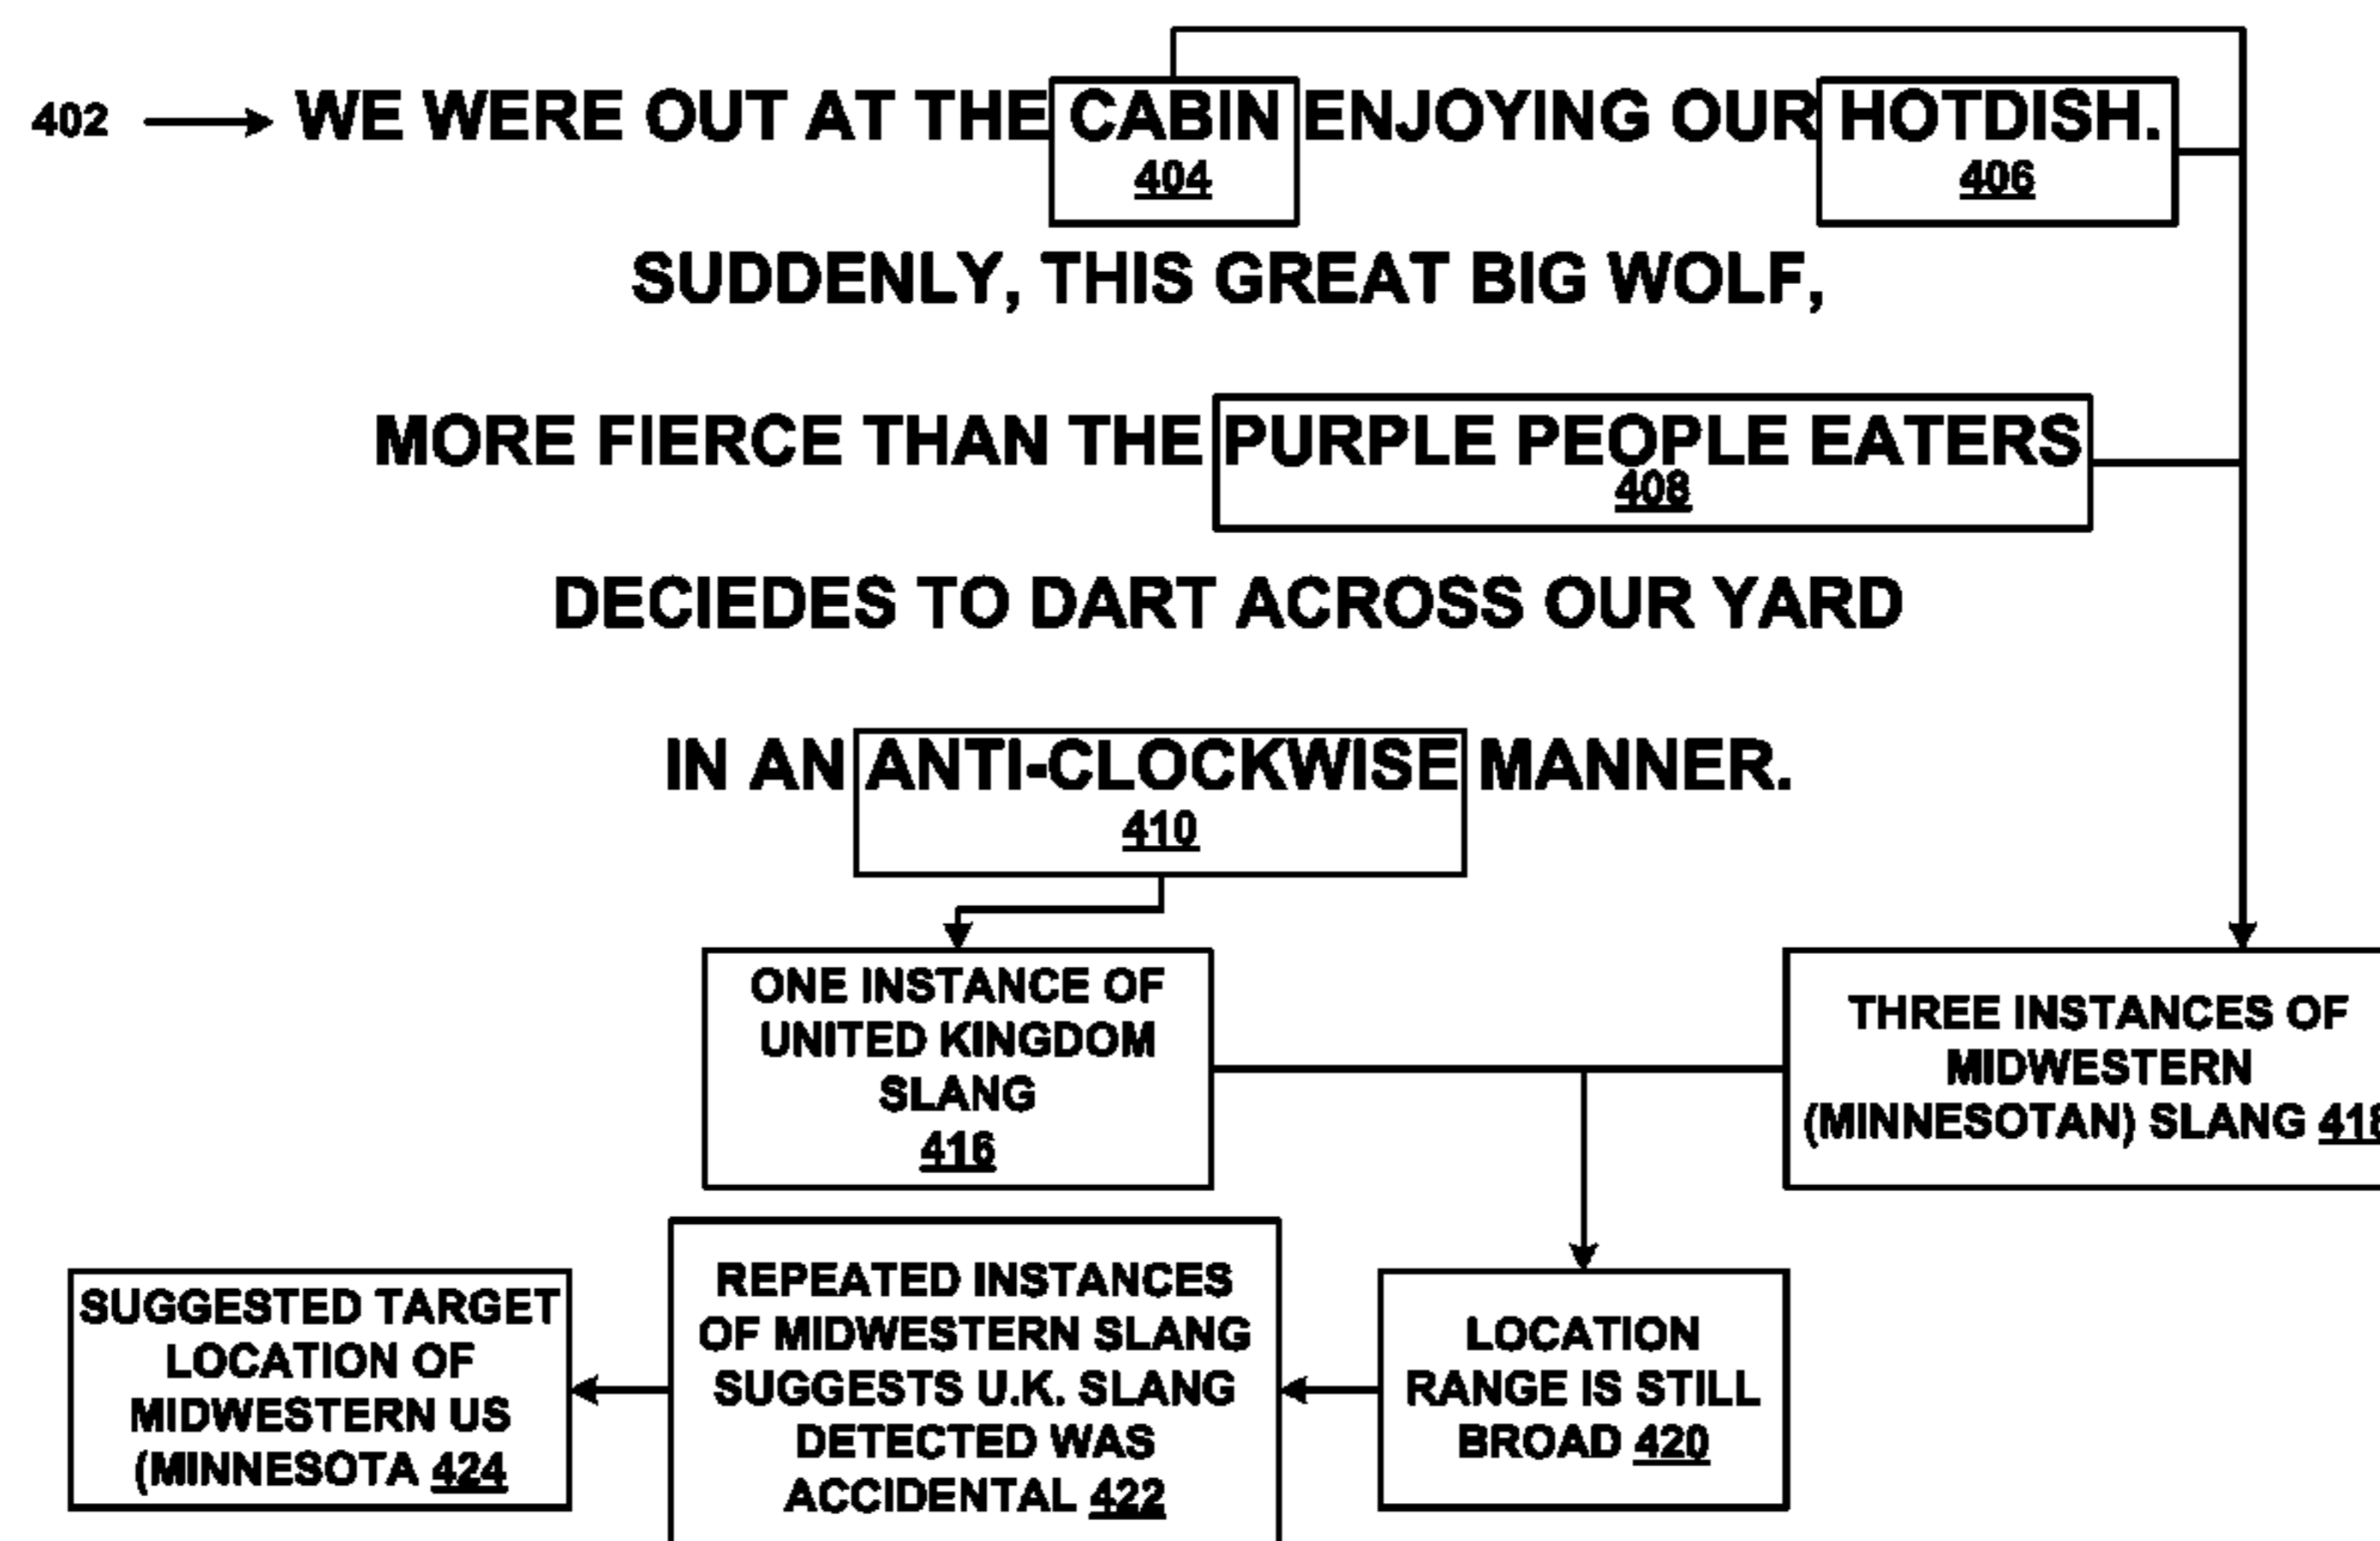 402 WE WERE OUT AT THE CABIN ENJOYING OUR HOTDISH.
404 406
SUDDENLY, THIS GREAT BIG WOLF,
MORE FIERCE THAN THE PURPLE PEOPLE EATERS
408
DECIEDES TO DART ACROSS OUR YARD
IN AN ANTI-CLOCKWISE MANNER.
410
ONE INSTANCE OF
UNITED KINGDOM
SLANG
416
THREE INSTANCES OF
MIDWESTERN
(MINNESOTAN) SLANG 418
LOCATION
RANGE IS STILL
BROAD 420
REPEATED INSTANCES
OF MIDWESTERN SLANG
SUGGESTS U.K. SLANG
DETECTED WAS
ACCIDENTAL 422
SUGGESTED TARGET
LOCATION OF
MIDWESTERN US
(MINNESOTA 424